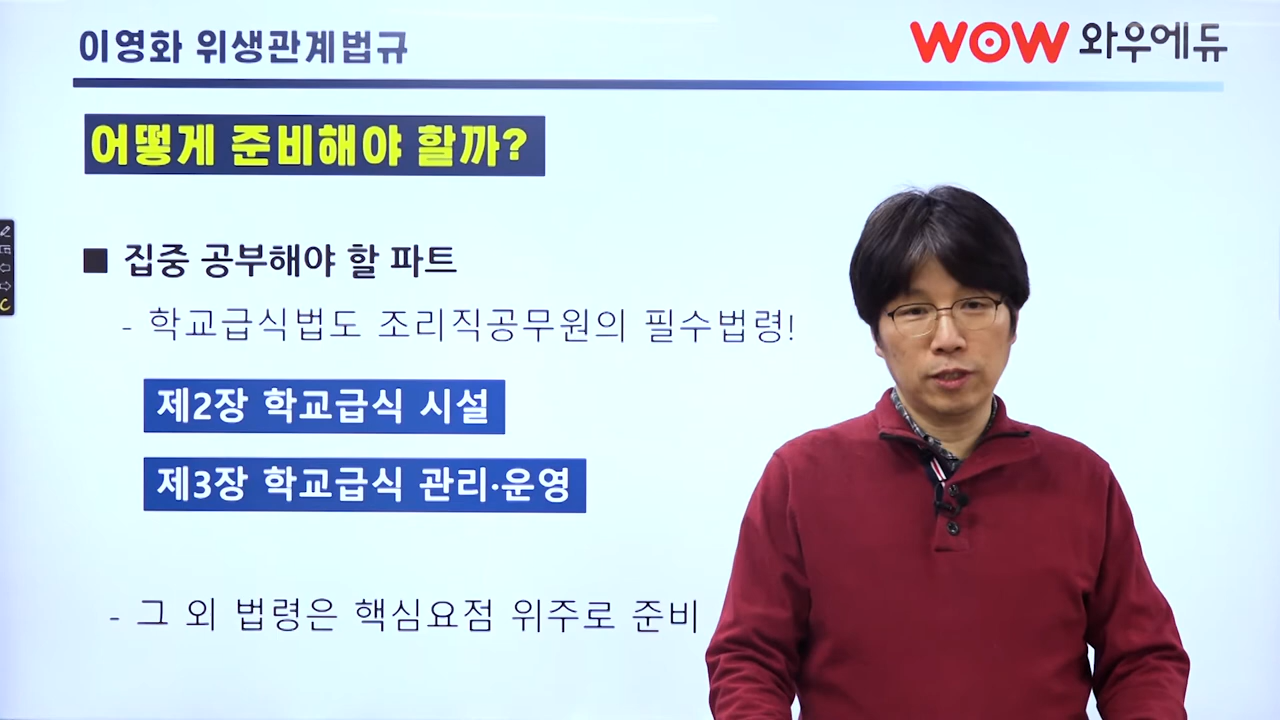 이영화 위생관계법규
WOW 와우에듀
어떻게 준비해야 할까?
■ 집중 공부해야 할 파트
- 학교급식법도 조리직공무원의 필수법령!
제2장 학교급식 시설
제3장 학교급식 관리·운영
- 그 외 법령은 핵심요점 위주로 준비